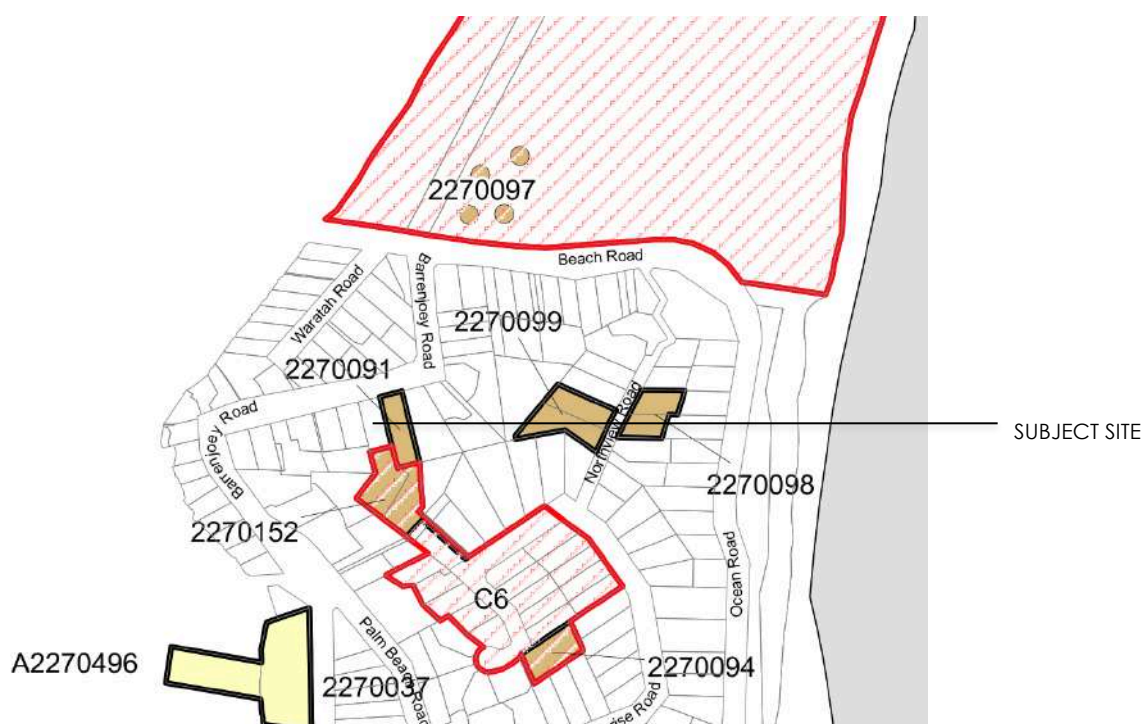 2270097
Beach Road
Waratah Road
Barrenjoey Road
2270099
2270091
Barrenjoey Road
SUBJECT SITE
Northview Road
2270098
2270152
Ocean Road
C6
Palm Beach Road
A2270496
2270037
2270094
rise Road